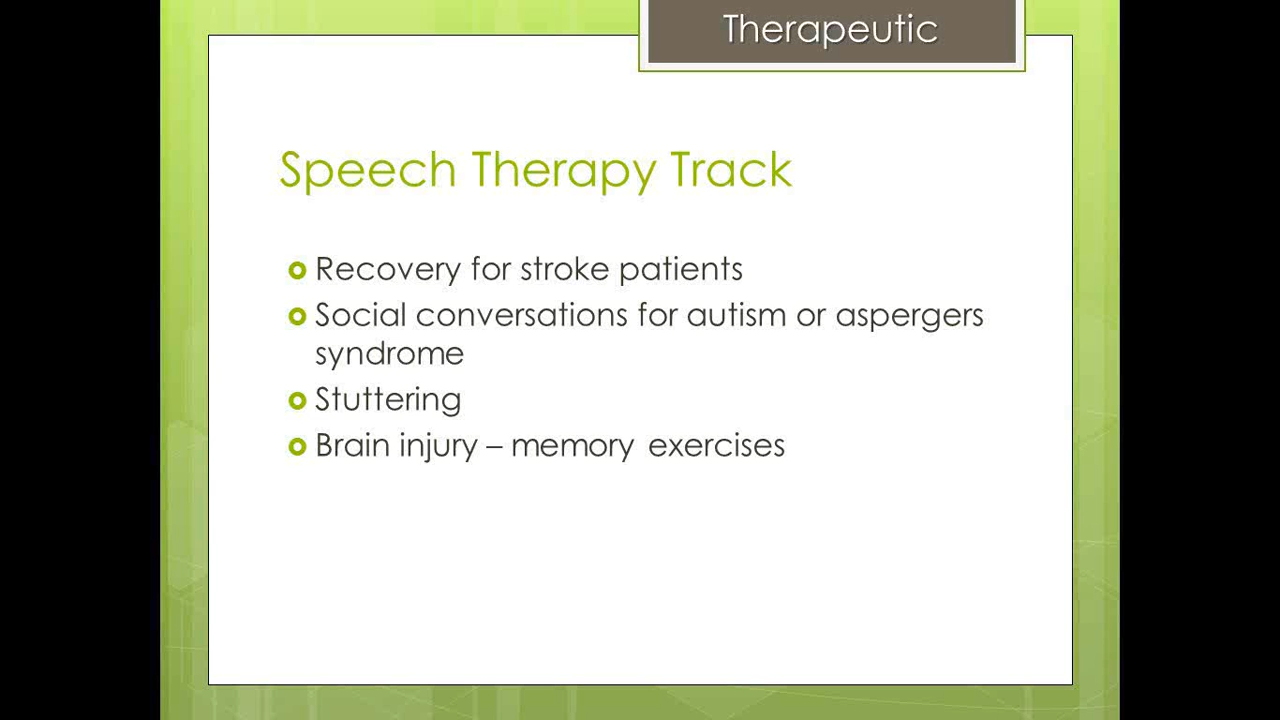 Therapeutic
Speech Therapy Track
Recovery for stroke patients
Social conversations for autism or aspergers
syndrome
Stuttering
Brain injury – memory exercises